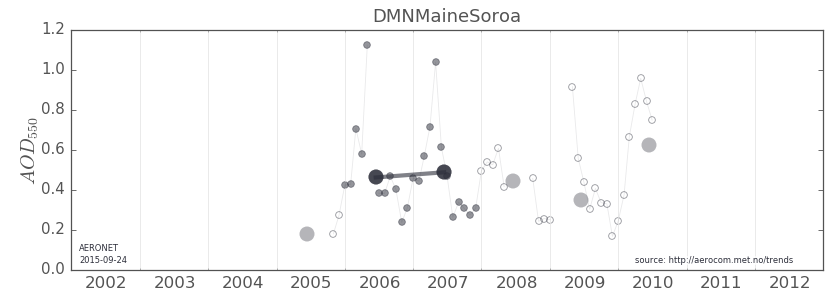 DMNMaineSoroa
1.2
1.0
0.8
0.6
0.4
0.2
0.0
AOD550
AERONET
2015-09-24
source: http://aerocom.met.no/trends
2002 2003 2004 2005 2006 2007 2008 2009 2010 2011 2012